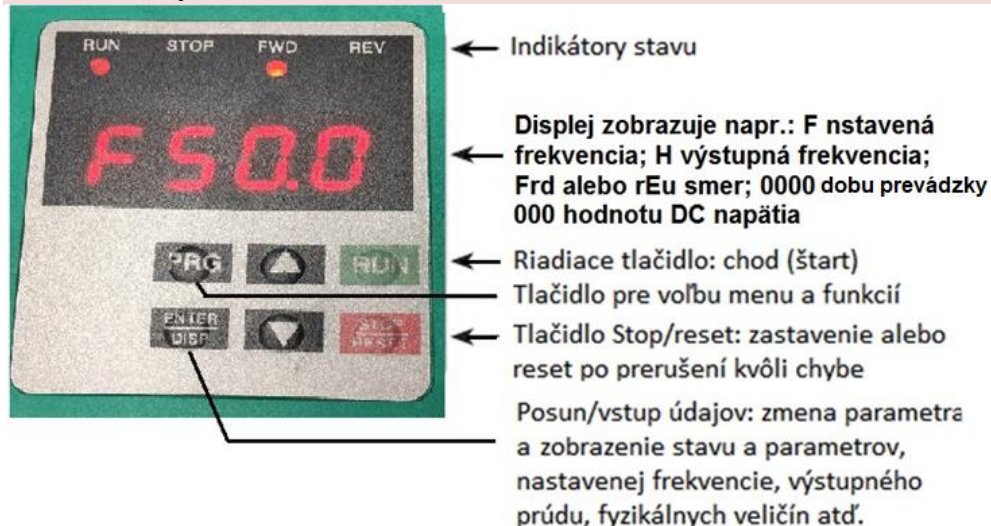 RUN STOP FWD REV
Indikátory stavu
F 50.0
Displej zobrazuje napr.: F nstavená
frekvencia; H výstupná frekvencia;
Frd alebo rEu smer; 0000 dobu prevádzky
000 hodnotu DC napätia
PRG RUN
Riadiace tlačidlo: chod (štart)
Tlačidlo pre voľbu menu a funkcií
ENTER
DISP
STOP
RESET
Tlačidlo Stop/reset: zastavenie alebo
reset po prerušení kvôli chybe
Posun/vstup údajov: zmena parametra
a zobrazenie stavu a parametrov,
nastavenej frekvencie, výstupného
prúdu, fyzikálnych veličín atď.